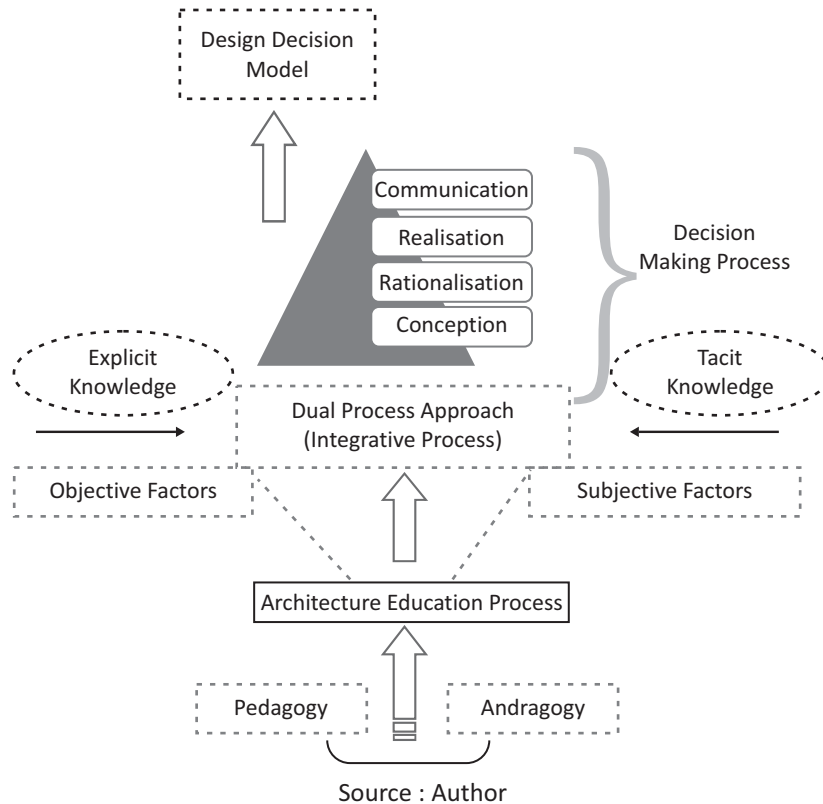 Design Decision
Model
Communication
Realisation
Rationalisation
Conception
Decision
Making Process
Explicit
Knowledge
Tacit
Knowledge
Dual Process Approach
(Integrative Process)
Objective Factors
Subjective Factors
Architecture Education Process
Pedagogy
Andragogy
Source : Author